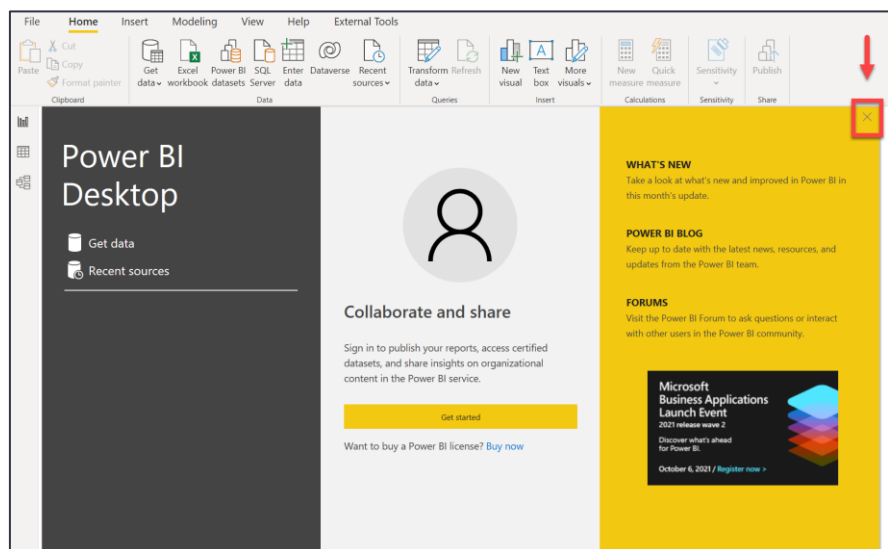 File Home Insert Modeling View Help External Tools
Paste
Cut
Copy
Format painter
Clipboard
Get
data
Excel
workbook
Power BI
datasets
SQL
Server
Enter
data
Dataverse
Recent
sources
Data
Transform
data
Refresh
Queries
New
visual
Text
box
More
visuals
Insert
New
measure
Quick
measure
Calculations
Sensitivity
Sensitivity
Publish
Share
Power BI
Desktop
Get data
Recent sources
Collaborate and share
Sign in to publish your reports, access certified
datasets, and share insights on organizational
content in the Power BI service.
Get started
Want to buy a Power BI license? Buy now
WHAT'S NEW
Take a look at what's new and improved in Power BI in
this month's update.
POWER BI BLOG
Keep up to date with the latest news, resources, and
updates from the Power BI team.
FORUMS
Visit the Power BI Forum to ask questions or interact
with other users in the Power BI community.
Microsoft
Business Applications
Launch Event
2021 release wave 2
Discover what's ahead
for Power BI.
October 6, 2021 / Register now >